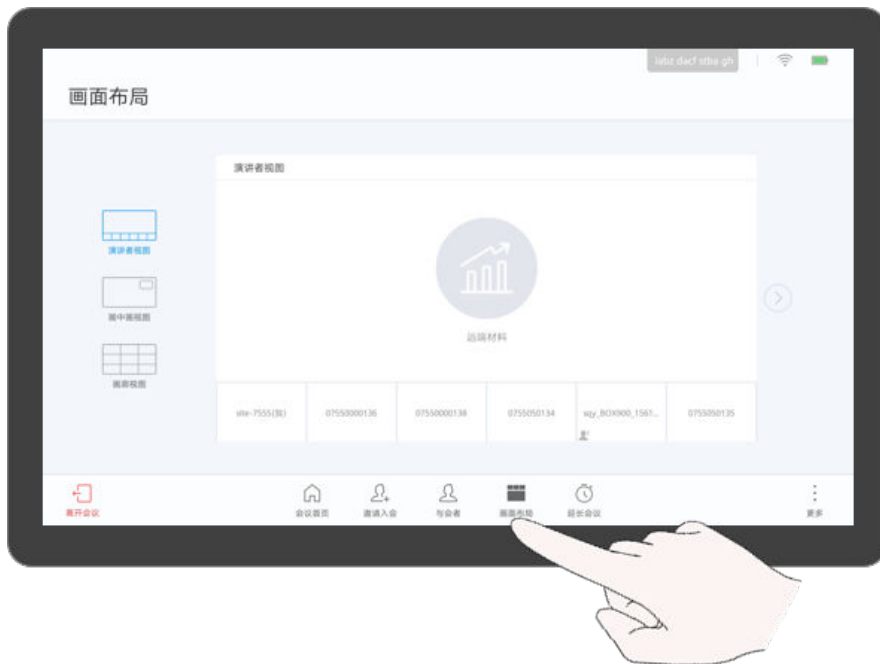 画面布局
演讲者视图
演讲者视图
画中画视图
画廊视图
远端材料
site-7555(我)
07550000136
07550000138
0755050134
sqy_BOX900_1561...
0755050135
离开会议
会议首页
邀请入会
与会者
画面布局
延长会议
更多